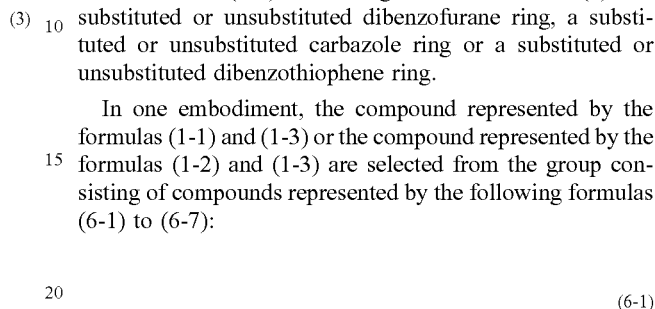 (3) 10 substituted or unsubstituted dibenzofurane ring, a substi-
tuted or unsubstituted carbazole ring or a substituted or
unsubstituted dibenzothiophene ring.
In one embodiment, the compound represented by the
formulas (1-1) and (1-3) or the compound represented by the
15 formulas (1-2) and (1-3) are selected from the group con-
sisting of compounds represented by the following formulas
(6-1) to (6-7):
20
(6-1)